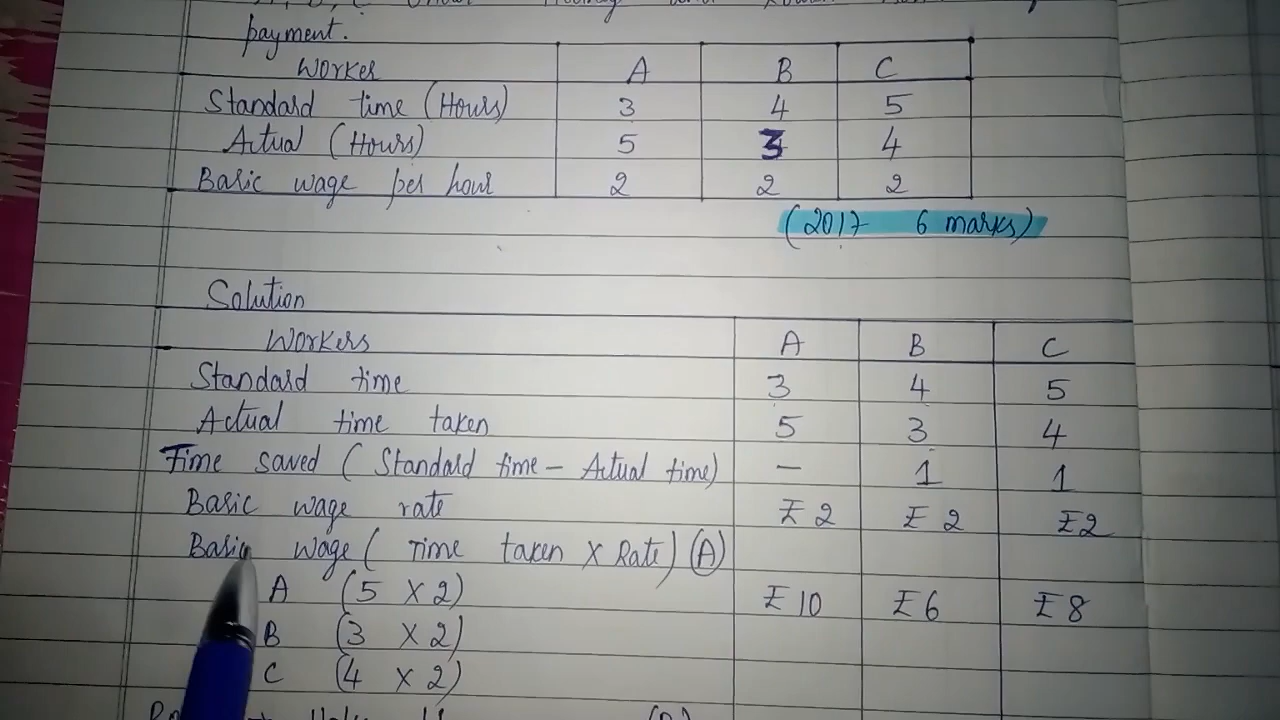 payment.
Worker A B C
Standard time (Hours) 3 4 5
Actual (Hours) 5 3 4
Basic wage per hour 2 2 2
(2017 6 marks)
Solution
Workers A B C
Standard time 3 4 5
Actual time taken 5 3 4
Time saved ( Standard time – Actual time) – 1 1
Basic wage rate ₹ 2 ₹ 2 ₹2
Basic Wage ( Time taken X Rate) (A)
A (5 X 2) ₹ 10 ₹ 6 ₹ 8
B (3 X 2)
C (4 X 2)